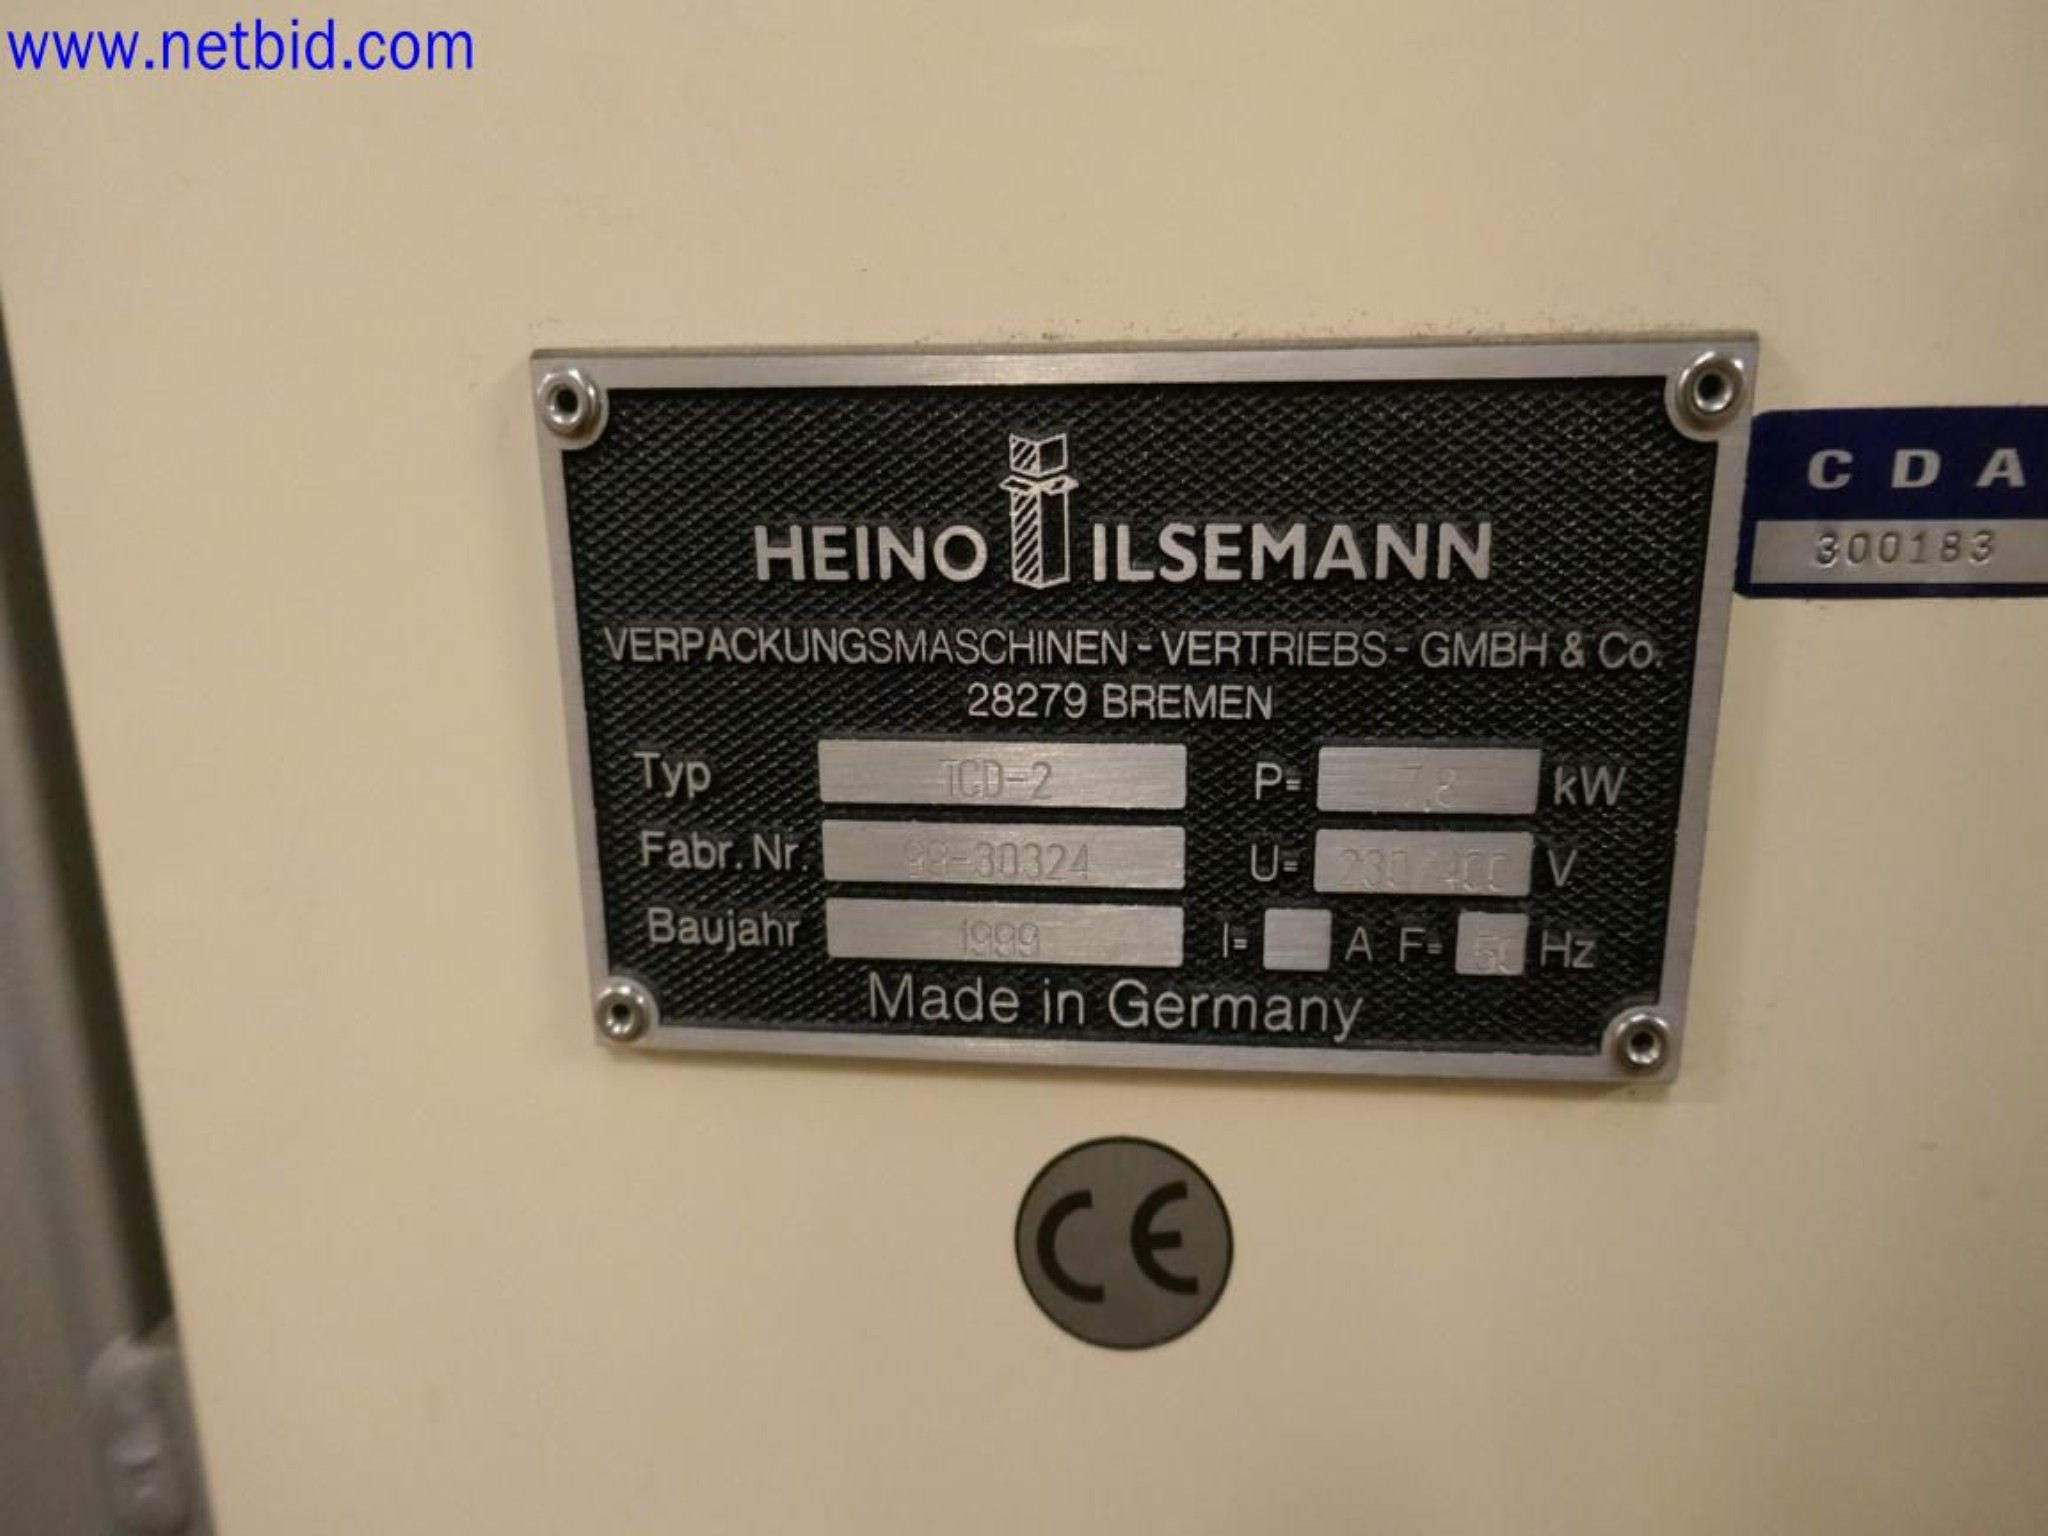 www.netbid.com
HEINO ILSEMANN
VERPACKUNGSMASCHINEN - VERTRIEBS - GMBH & Co.
28279 BREMEN
Typ TCD-2 P= 7,8 kW
Fabr. Nr. 99-30324 U= 230/400 V
Baujahr 1999 I= A F= 50 Hz
Made in Germany
CDA
300183
CE